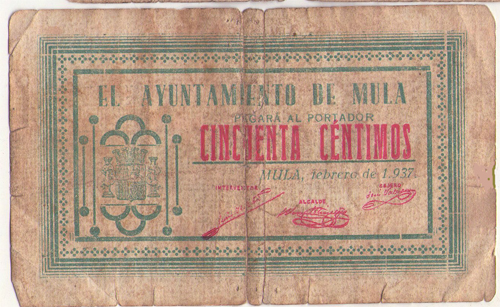 EL AYUNTAMIENTO DE MULA
PAGARÁ AL PORTADOR
CINCUENTA CENTIMOS
MULA, febrero de 1.937
INTERVENTOR
ALCALDE
CAJERO